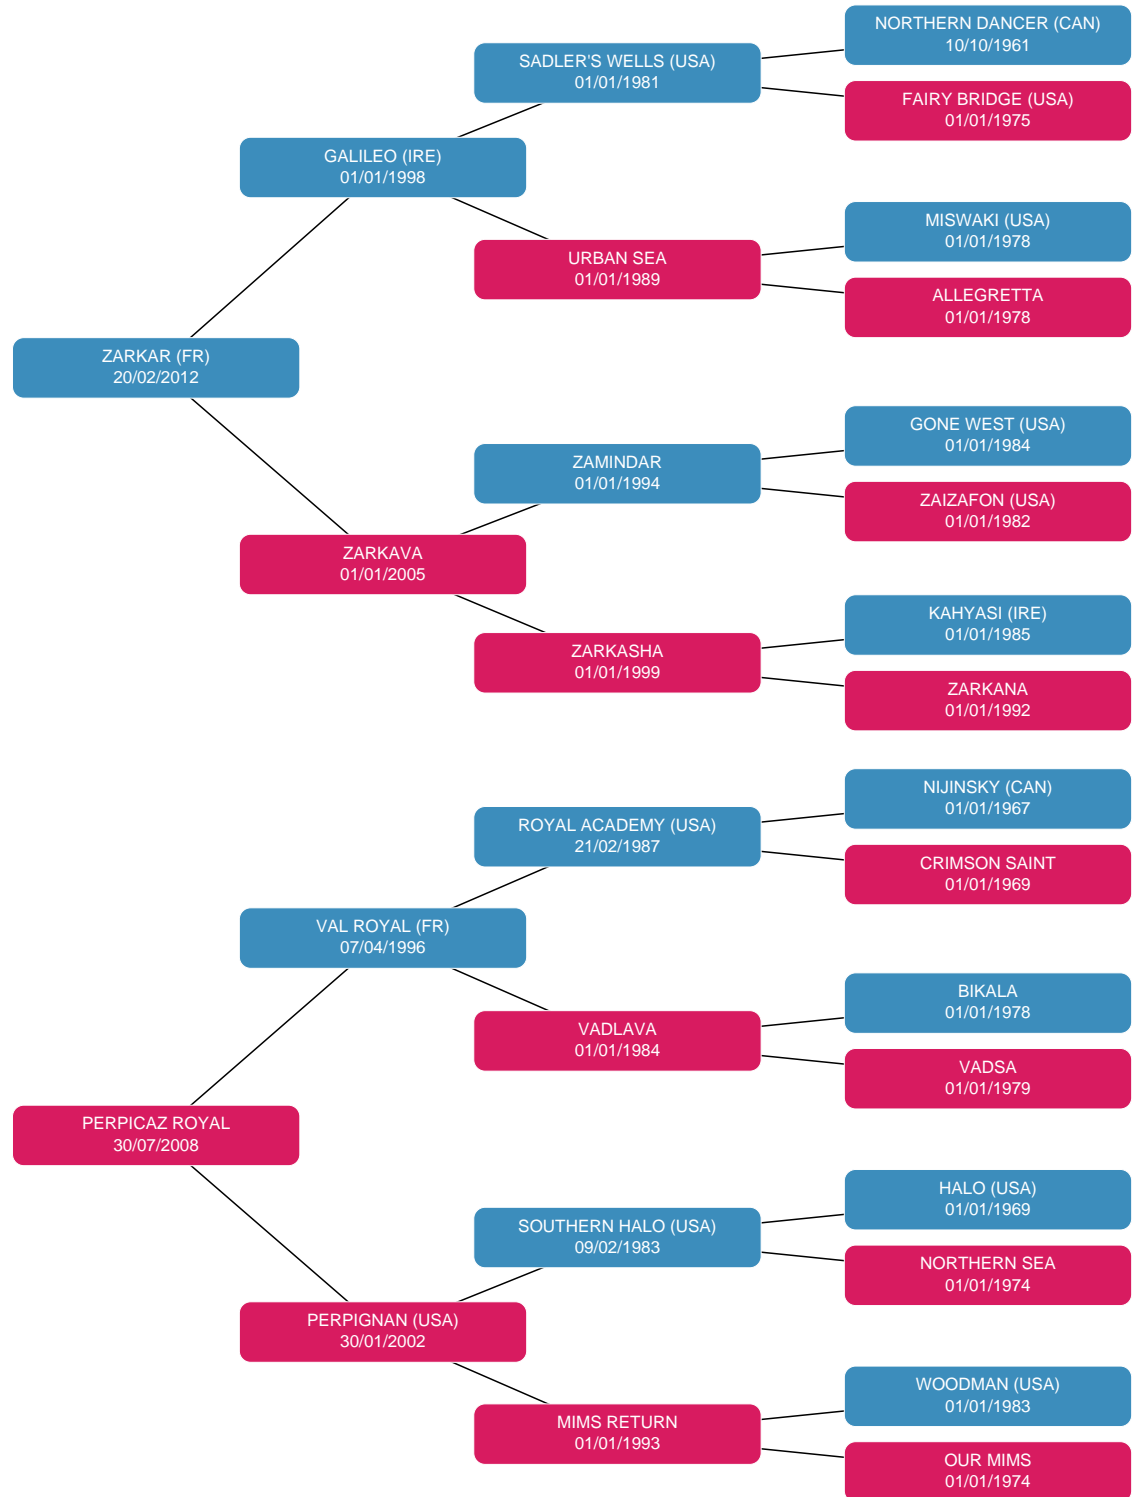 NORTHERN DANCER (CAN)
10/10/1961
SADLER'S WELLS (USA)
01/01/1981
FAIRY BRIDGE (USA)
01/01/1975
GALILEO (IRE)
01/01/1998
MISWAKI (USA)
01/01/1978
URBAN SEA
01/01/1989
ALLEGRETTA
01/01/1978
ZARKAR (FR)
20/02/2012
GONE WEST (USA)
01/01/1984
ZAMINDAR
01/01/1994
ZAIZAFON (USA)
01/01/1982
ZARKAVA
01/01/2005
KAHYASI (IRE)
01/01/1985
ZARKASHA
01/01/1999
ZARKANA
01/01/1992
NIJINSKY (CAN)
01/01/1967
ROYAL ACADEMY (USA)
21/02/1987
CRIMSON SAINT
01/01/1969
VAL ROYAL (FR)
07/04/1996
BIKALA
01/01/1978
VADLAVA
01/01/1984
VADSA
01/01/1979
PERPICAZ ROYAL
30/07/2008
HALO (USA)
01/01/1969
SOUTHERN HALO (USA)
09/02/1983
NORTHERN SEA
01/01/1974
PERPIGNAN (USA)
30/01/2002
WOODMAN (USA)
01/01/1983
MIMS RETURN
01/01/1993
OUR MIMS
01/01/1974